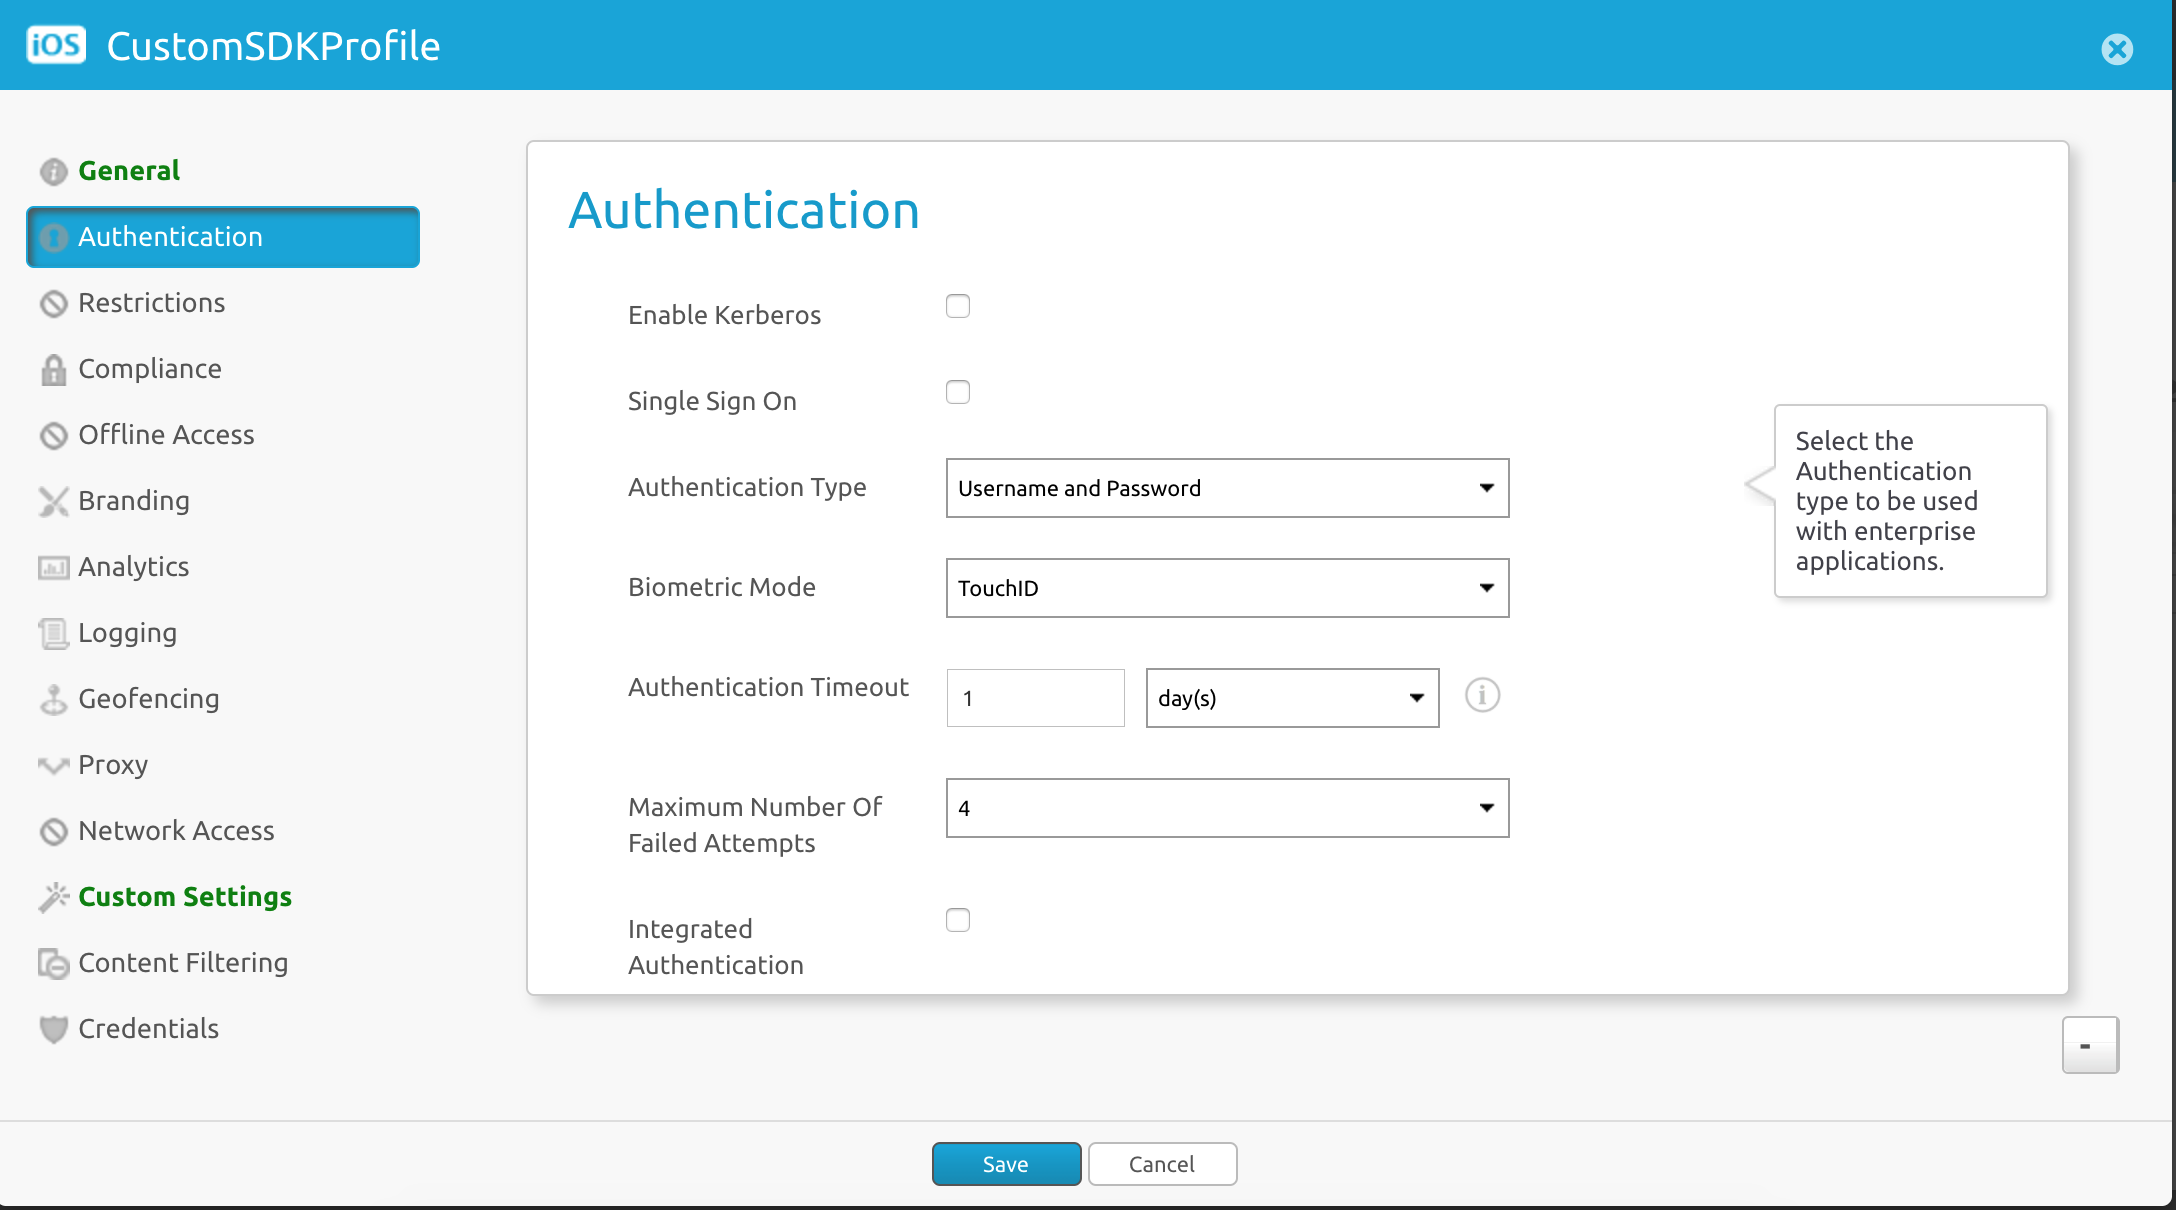 iOS CustomSDKProfile
General
Authentication
Restrictions
Compliance
Offline Access
Branding
Analytics
Logging
Geofencing
Proxy
Network Access
Custom Settings
Content Filtering
Credentials
Authentication
Enable Kerberos
Single Sign On
Authentication Type
Username and Password
Select the
Authentication
type to be used
with enterprise
applications.
Biometric Mode
TouchID
Authentication Timeout
1
day(s)
Maximum Number Of
Failed Attempts
4
Integrated
Authentication
-
Save
Cancel